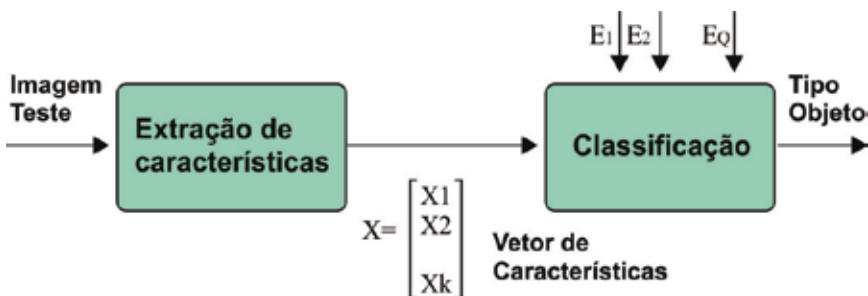 E1 E2 EQ
Imagem
Teste
Extração de
características
Classificação
Tipo
Objeto
X=
X1
X2
Xk
Vetor de
Características